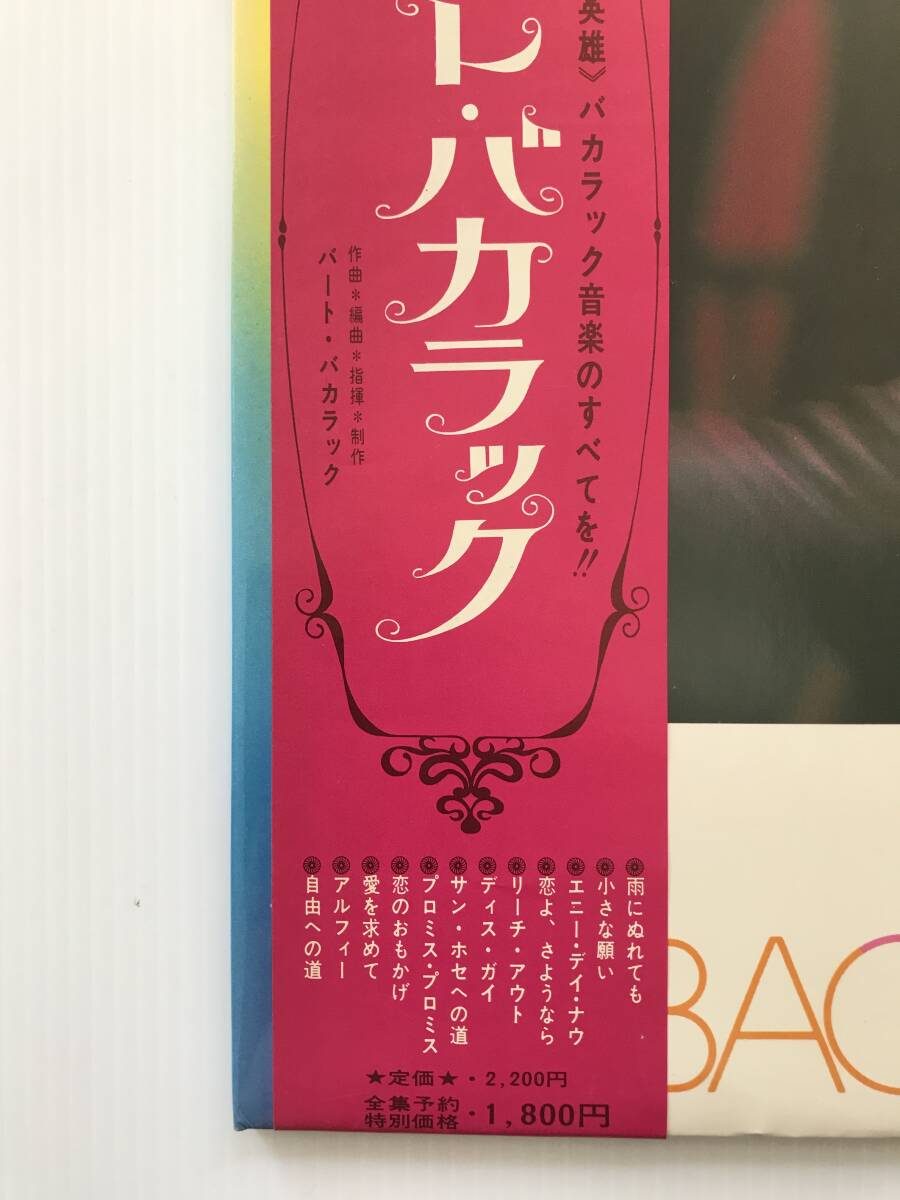 英雄》バカラック音楽のすべてを!!
ト・バカラック
作曲*編曲*指揮*制作
バート・バカラック
雨にぬれても
小さな願い
エニー・デイ・ナウ
恋よ、さようなら
リーチ・アウト
ディス・ガイ
サン・ホセへの道
プロミス・プロミス
恋のおもかげ
愛を求めて
アルフィー
自由への道
★定価★・2,200円
全集予約
特別価格・1,800円
BAC